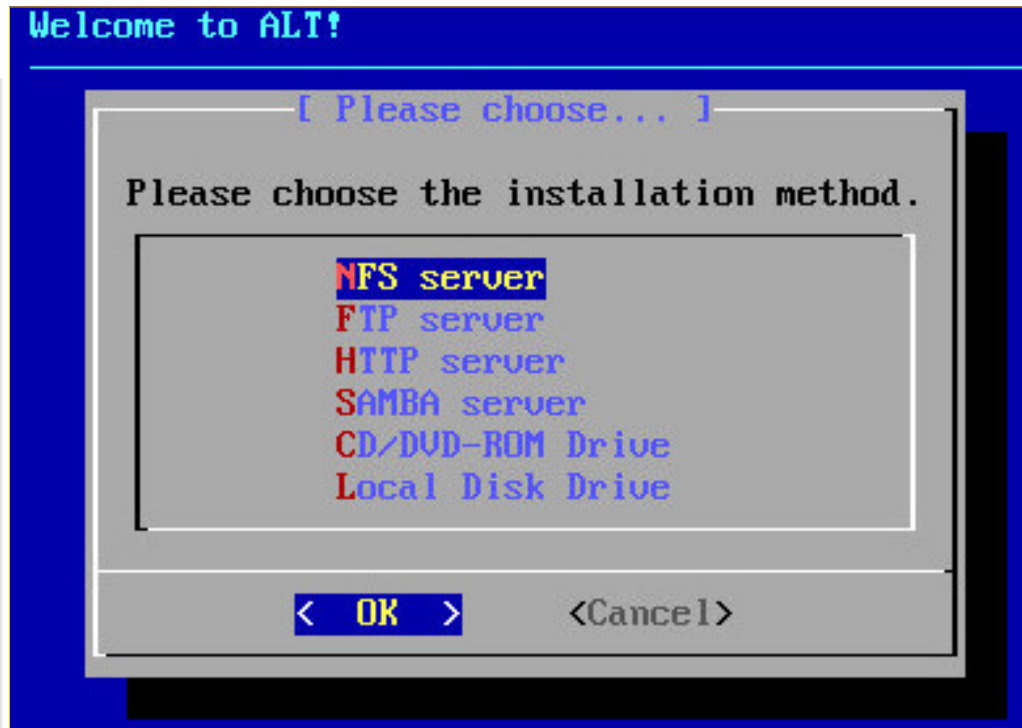 Welcome to ALT!
[ Please choose... ]
Please choose the installation method.
NFS server
FTP server
HTTP server
SAMBA server
CD/DVD-ROM Drive
Local Disk Drive
< OK > <Cancel>